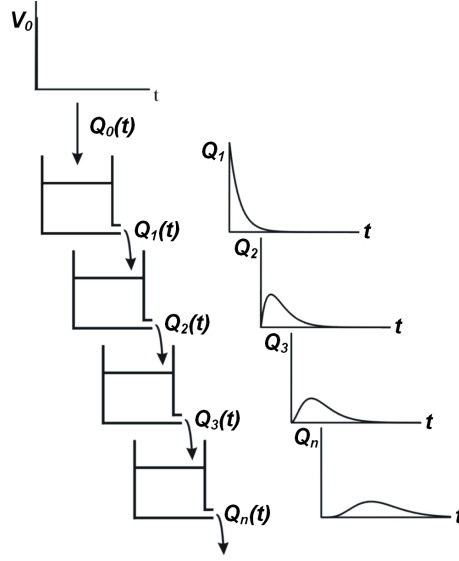 V₀
t
Q₀(t)
Q₁
Q₁(t)
t
Q₂
Q₂(t)
t
Q₃
Q₃(t)
t
Qₙ
Qₙ(t)
t